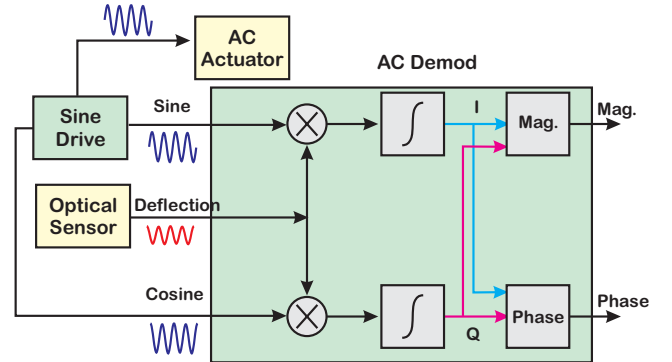 AC
Actuator
AC Demod
Sine
Drive
Sine
I
Mag.
Mag.
Optical
Sensor
Deflection
Cosine
Q
Phase
Phase